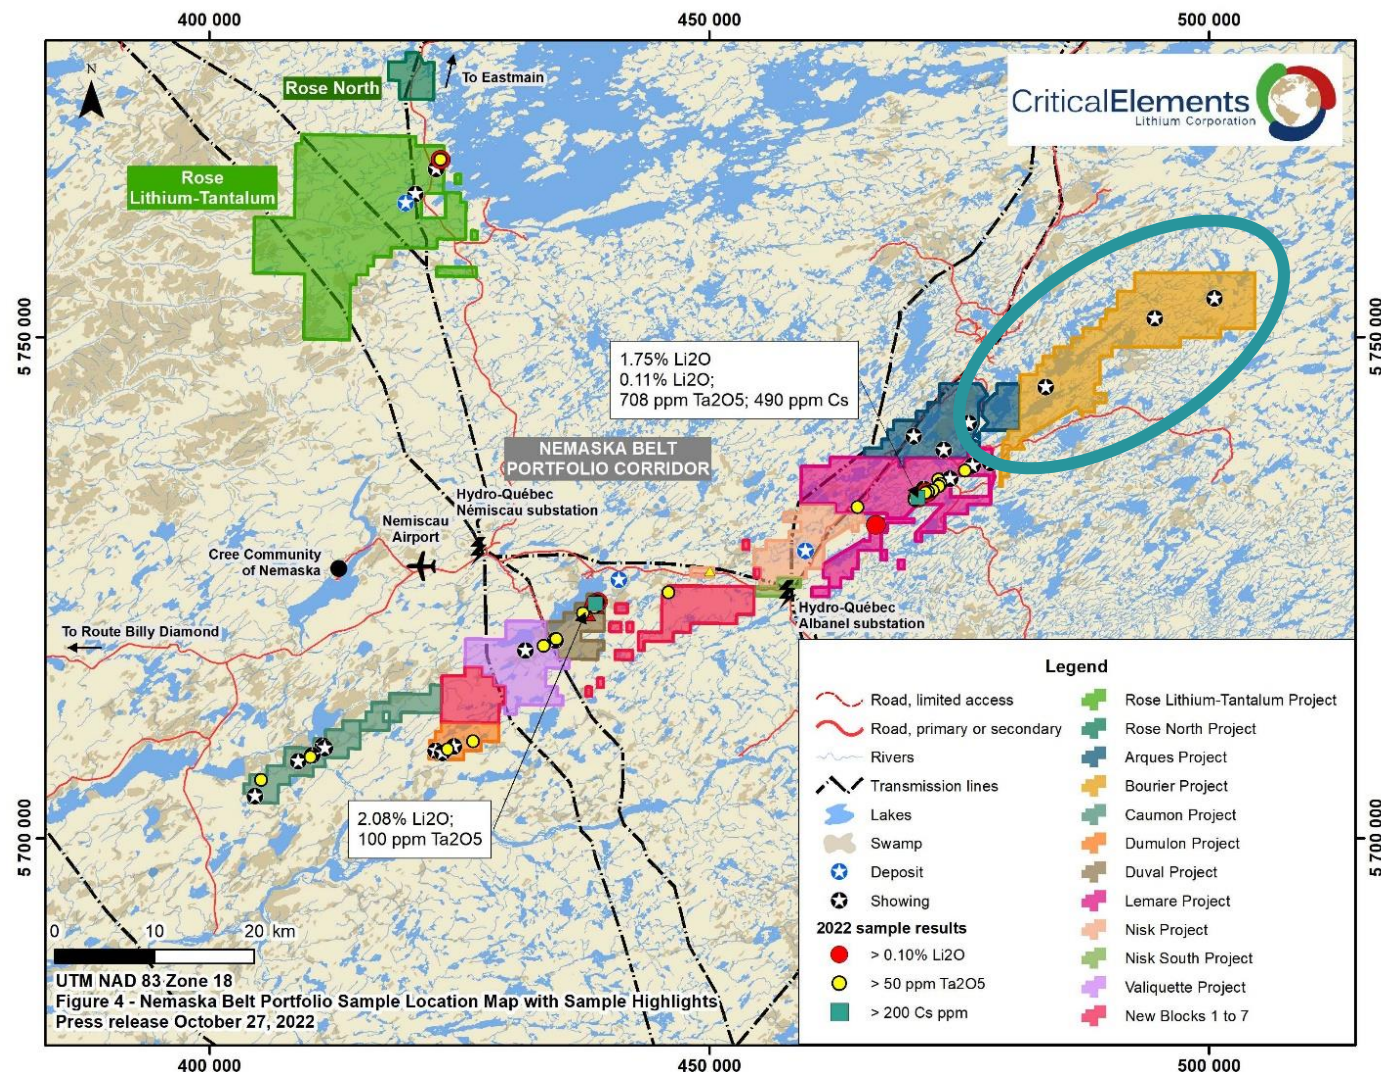 400 000
450 000
500 000
N
To Eastmain
Rose North
CriticalElements
Lithium Corporation
Rose
Lithium-Tantalum
5 750 000
5 750 000
1.75% Li2O
0.11% Li2O;
708 ppm Ta2O5; 490 ppm Cs
NEMASKA BELT
PORTFOLIO CORRIDOR
Hydro-Québec
Némiscau substation
Nemiscau
Airport
Cree Community
of Nemaska
Hydro-Québec
Albanel substation
To Route Billy Diamond
2.08% Li2O;
100 ppm Ta2O5
5 700 000
5 700 000
Legend
Road, limited access
Road, primary or secondary
Rivers
Transmission lines
Lakes
Swamp
Deposit
Showing
2022 sample results
> 0.10% Li2O
> 50 ppm Ta2O5
> 200 Cs ppm
Rose Lithium-Tantalum Project
Rose North Project
Arques Project
Bourier Project
Caumon Project
Dumulon Project
Duval Project
Lemare Project
Nisk Project
Nisk South Project
Valiquette Project
New Blocks 1 to 7
0 10 20 km
UTM NAD 83 Zone 18
Figure 4 - Nemaska Belt Portfolio Sample Location Map with Sample Highlights
Press release October 27, 2022
400 000
450 000
500 000